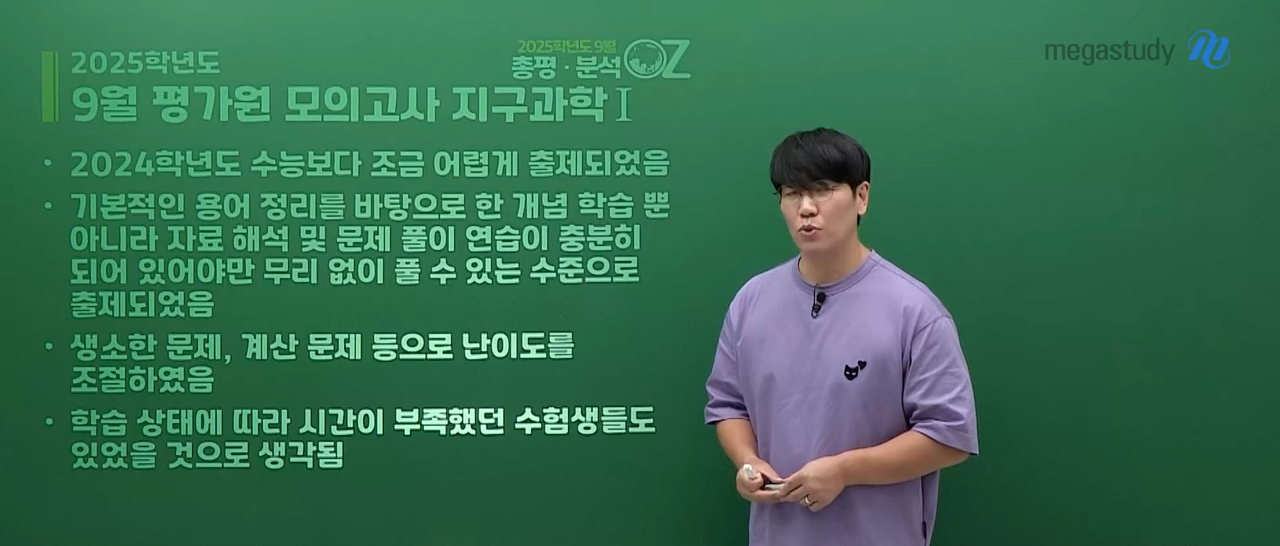 2025학년도
9월 평가원 모의고사 지구과학 I
2025학년도 9월
총평·분석 OZ
megastudy
• 2024학년도 수능보다 조금 어렵게 출제되었음
• 기본적인 용어 정리를 바탕으로 한 개념 학습 뿐
아니라 자료 해석 및 문제 풀이 연습이 충분히
되어 있어야만 무리 없이 풀 수 있는 수준으로
출제되었음
• 생소한 문제, 계산 문제 등으로 난이도를
조절하였음
• 학습 상태에 따라 시간이 부족했던 수험생들도
있었을 것으로 생각됨